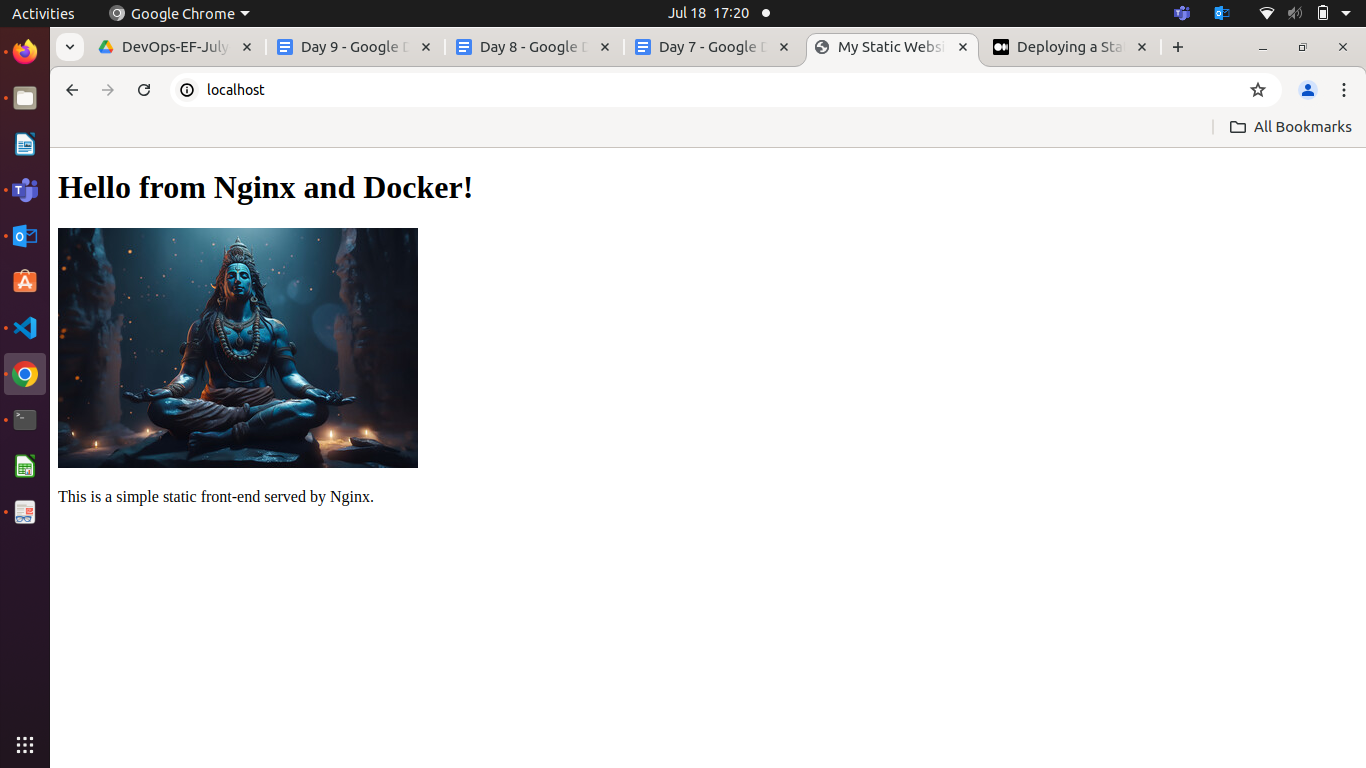 Activities
Google Chrome
Jul 18 17:20
DevOps-EF-July
Day 9 - Google
Day 8 - Google
Day 7 - Google
My Static Websi
Deploying a Sta
localhost
All Bookmarks
Hello from Nginx and Docker!
This is a simple static front-end served by Nginx.